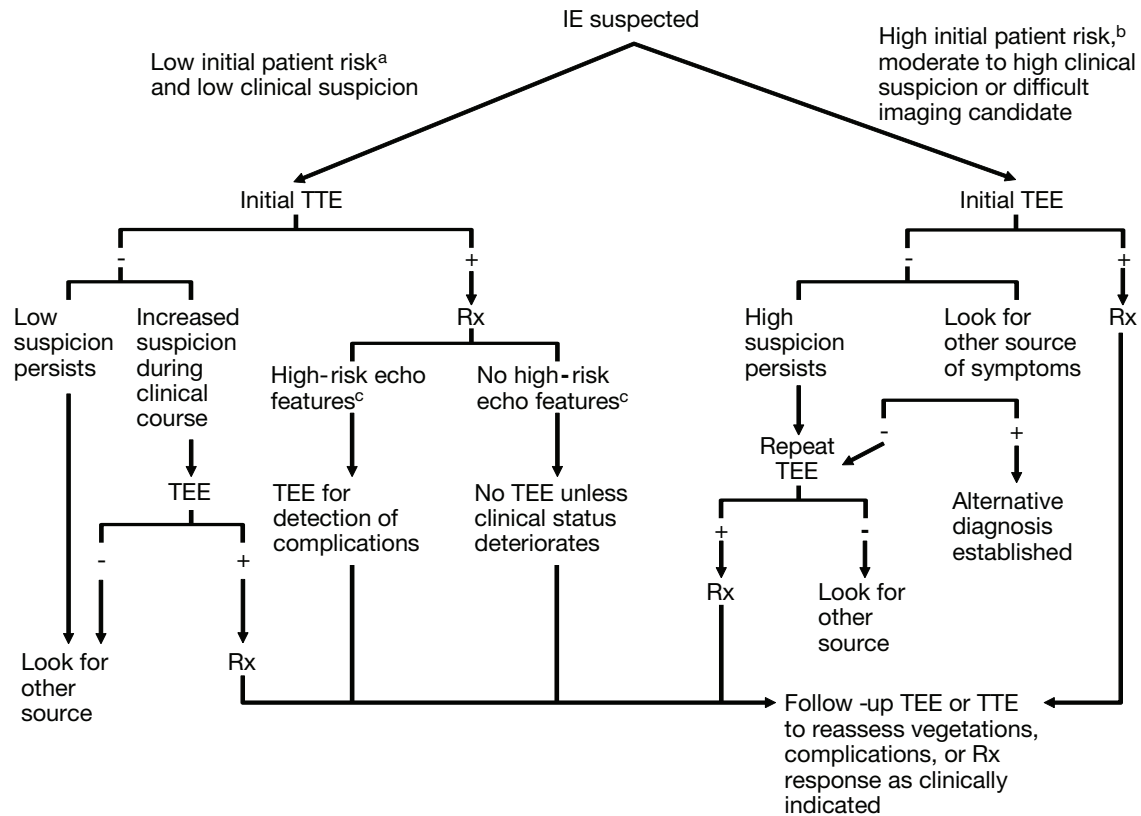 IE suspected
Low initial patient riskᵃ
and low clinical suspicion
High initial patient risk,ᵇ
moderate to high clinical
suspicion or difficult
imaging candidate
Initial TTE
Initial TEE
-
+
-
+
Low
suspicion
persists
Increased
suspicion
during
clinical
course
Rx
High
suspicion
persists
Look for
other source
of symptoms
Rx
High-risk echo
featuresᶜ
No high-risk
echo featuresᶜ
-
+
Repeat
TEE
TEE
TEE for
detection of
complications
No TEE unless
clinical status
deteriorates
Alternative
diagnosis
established
-
+
+
-
Rx
Look for
other
source
Look for
other
source
Rx
Follow -up TEE or TTE
to reassess vegetations,
complications, or Rx
response as clinically
indicated